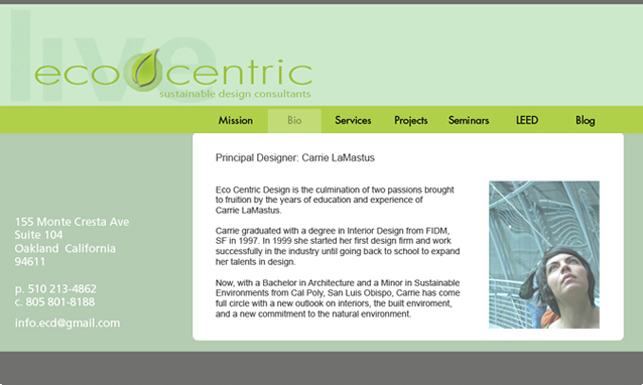 live
eco centric
sustainable design consultants
Mission Bio Services Projects Seminars LEED Blog
Principal Designer: Carrie LaMastus
Eco Centric Design is the culmination of two passions brought
to fruition by the years of education and experience of
Carrie LaMastus.
Carrie graduated with a degree in Interior Design from FIDM,
SF in 1997. In 1999 she started her first design firm and work
successfully in the industry until going back to school to expand
her talents in design.
Now, with a Bachelor in Architecture and a Minor in Sustainable
Environments from Cal Poly, San Luis Obispo, Carrie has come
full circle with a new outlook on interiors, the built enviroment,
and a new commitment to the natural environment.
155 Monte Cresta Ave
Suite 104
Oakland California
94611
p. 510 213-4862
c. 805 801-8188
info.ecd@gmail.com